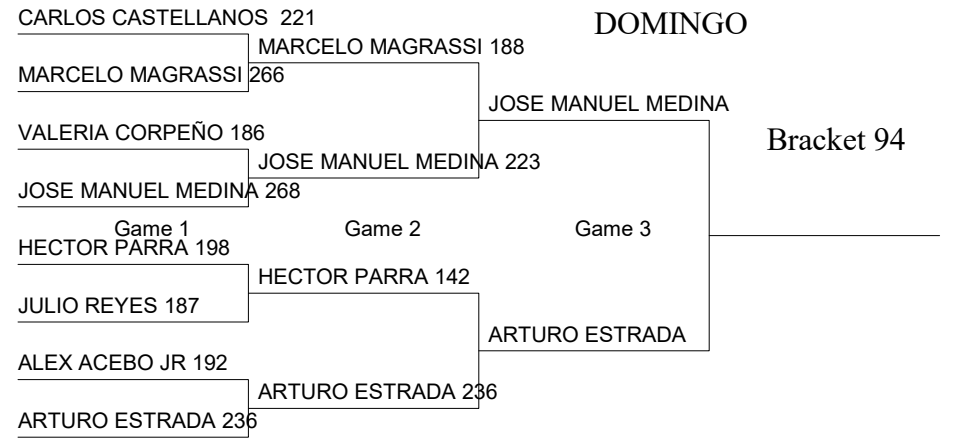 CARLOS CASTELLANOS 221
DOMINGO
MARCELO MAGRASSI 188
MARCELO MAGRASSI 266
JOSE MANUEL MEDINA
VALERIA CORPEÑO 186
Bracket 94
JOSE MANUEL MEDINA 223
JOSE MANUEL MEDINA 268
Game 1
Game 2
Game 3
HECTOR PARRA 198
HECTOR PARRA 142
JULIO REYES 187
ARTURO ESTRADA
ALEX ACEBO JR 192
ARTURO ESTRADA 236
ARTURO ESTRADA 236